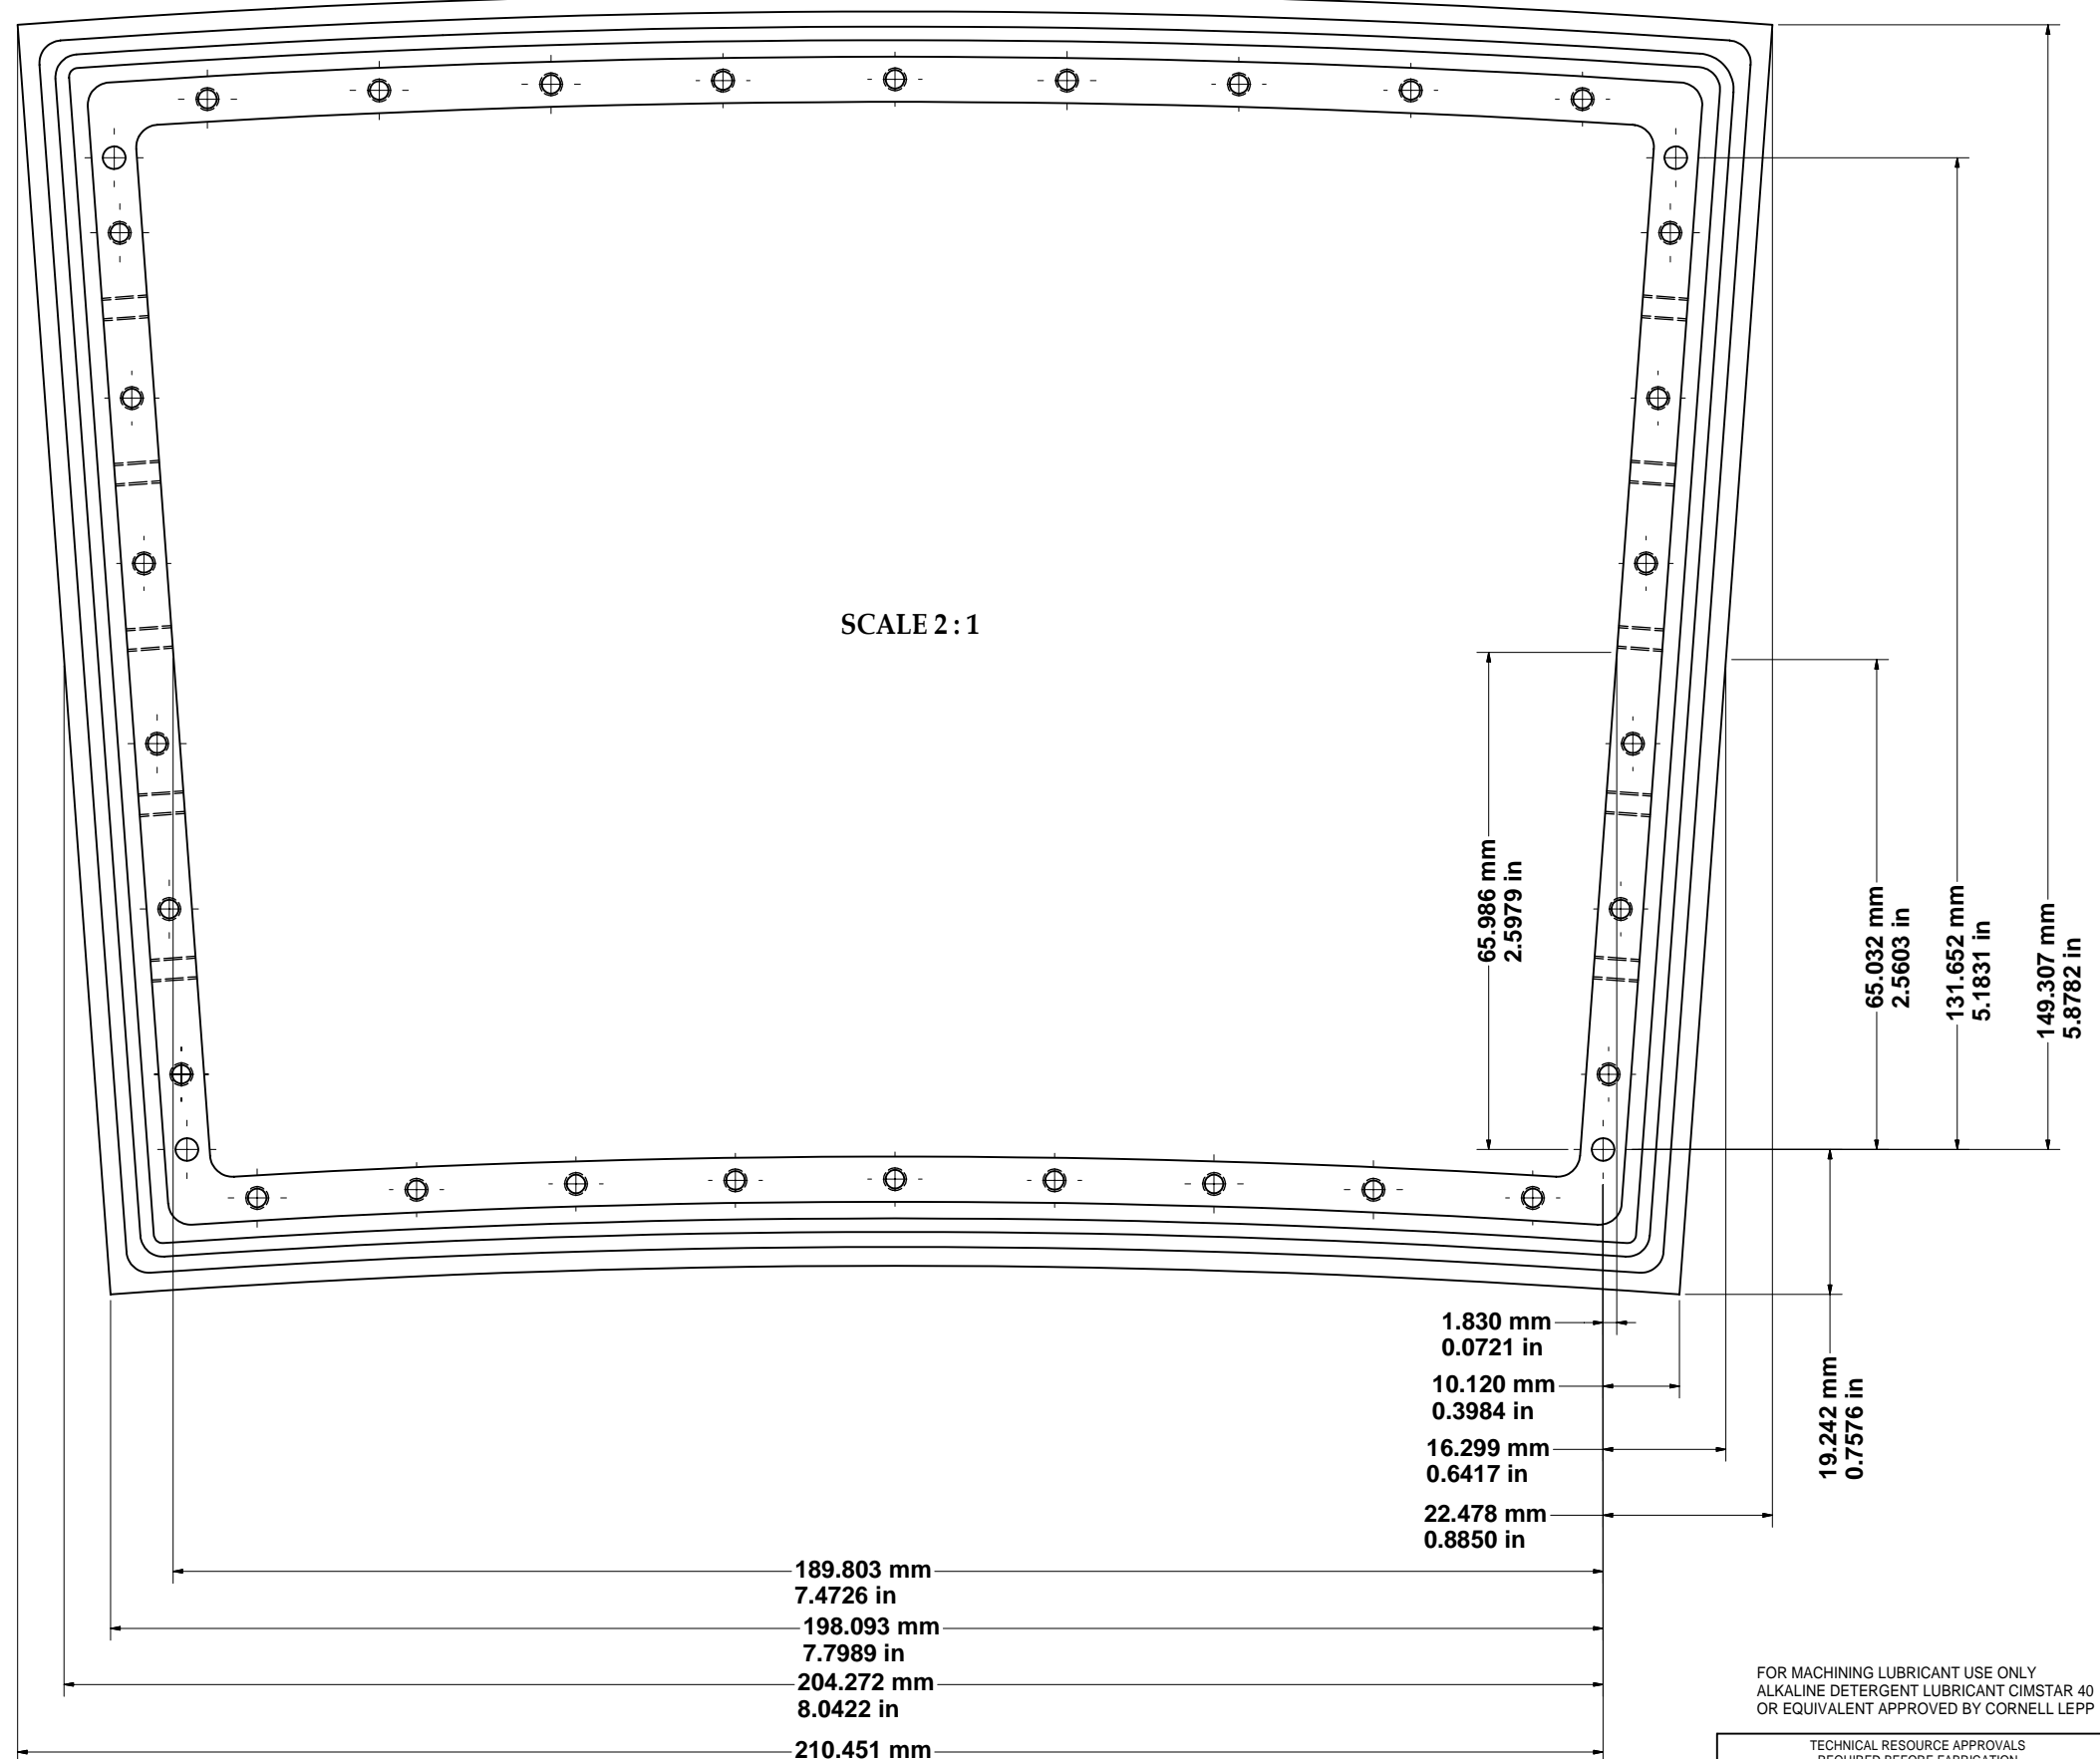 SCALE 2 : 1
65.986 mm
2.5979 in
65.032 mm
2.5603 in
131.652 mm
5.1831 in
149.307 mm
5.8782 in
1.830 mm
0.0721 in
10.120 mm
0.3984 in
16.299 mm
0.6417 in
22.478 mm
0.8850 in
19.242 mm
0.7576 in
189.803 mm
7.4726 in
198.093 mm
7.7989 in
204.272 mm
8.0422 in
210.451 mm
FOR MACHINING LUBRICANT USE ONLY
ALKALINE DETERGENT LUBRICANT CIMSTAR 40
OR EQUIVALENT APPROVED BY CORNELL LEPP
TECHNICAL RESOURCE APPROVALS
REQUIRED BEFORE FABRICATION